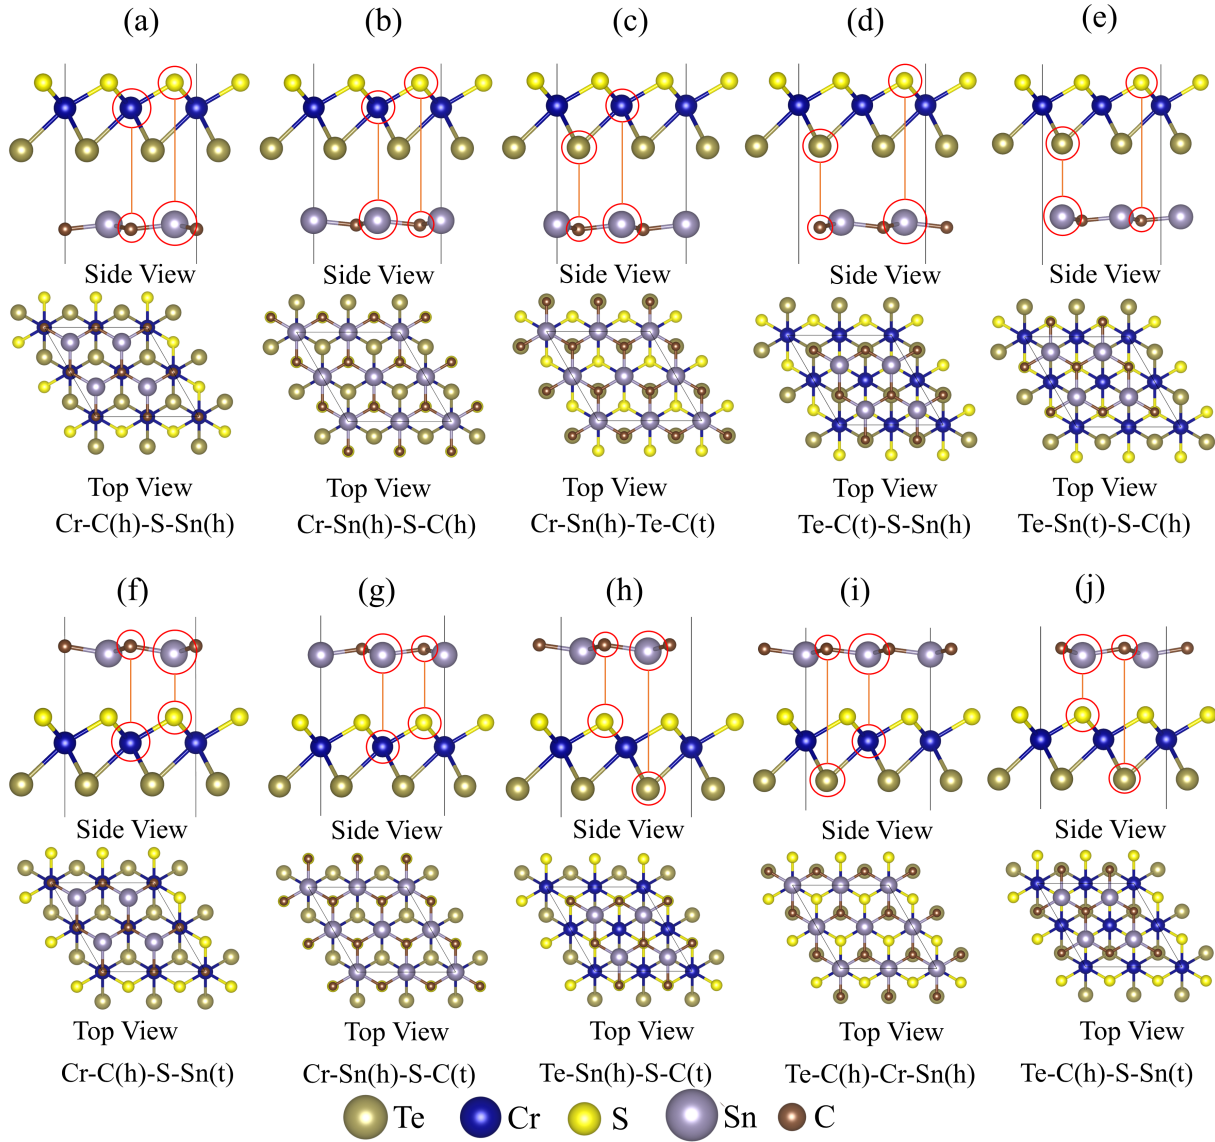 (a) (b) (c) (d) (e)
Side View Side View Side View Side View Side View
Top View Top View Top View Top View Top View
Cr-C(h)-S-Sn(h) Cr-Sn(h)-S-C(h) Cr-Sn(h)-Te-C(t) Te-C(t)-S-Sn(h) Te-Sn(t)-S-C(h)
(f) (g) (h) (i) (j)
Side View Side View Side View Side View Side View
Top View Top View Top View Top View Top View
Cr-C(h)-S-Sn(t) Cr-Sn(h)-S-C(t) Te-Sn(h)-S-C(t) Te-C(h)-Cr-Sn(h) Te-C(h)-S-Sn(t)
Te Cr S Sn C